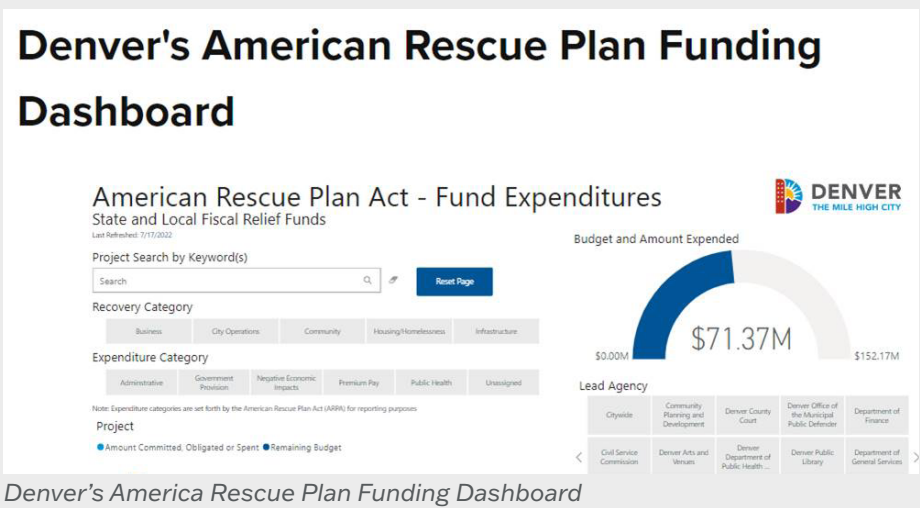 Denver's American Rescue Plan Funding
Dashboard
American Rescue Plan Act - Fund Expenditures
State and Local Fiscal Relief Funds
Last Refreshed: 7/17/2022
DENVER
THE MILE HIGH CITY
Project Search by Keyword(s)
Search
Reset Page
Recovery Category
Business City Operations Community Housing/Homelessness Infrastructure
Expenditure Category
Administrative Government Provision Negative Economic Impacts Premium Pay Public Health Unassigned
Note: Expenditure categories are set forth by the American Rescue Plan Act (ARPA) for reporting purposes
Project
Amount Committed, Obligated or Spent Remaining Budget
Budget and Amount Expended
$71.37M
$0.00M $152.17M
Lead Agency
Citywide Community Planning and Development Denver County Court Denver Office of the Municipal Public Defender Department of Finance
Civil Service Commission Denver Arts and Venues Denver Department of Public Health ... Denver Public Library Department of General Services
Denver's America Rescue Plan Funding Dashboard